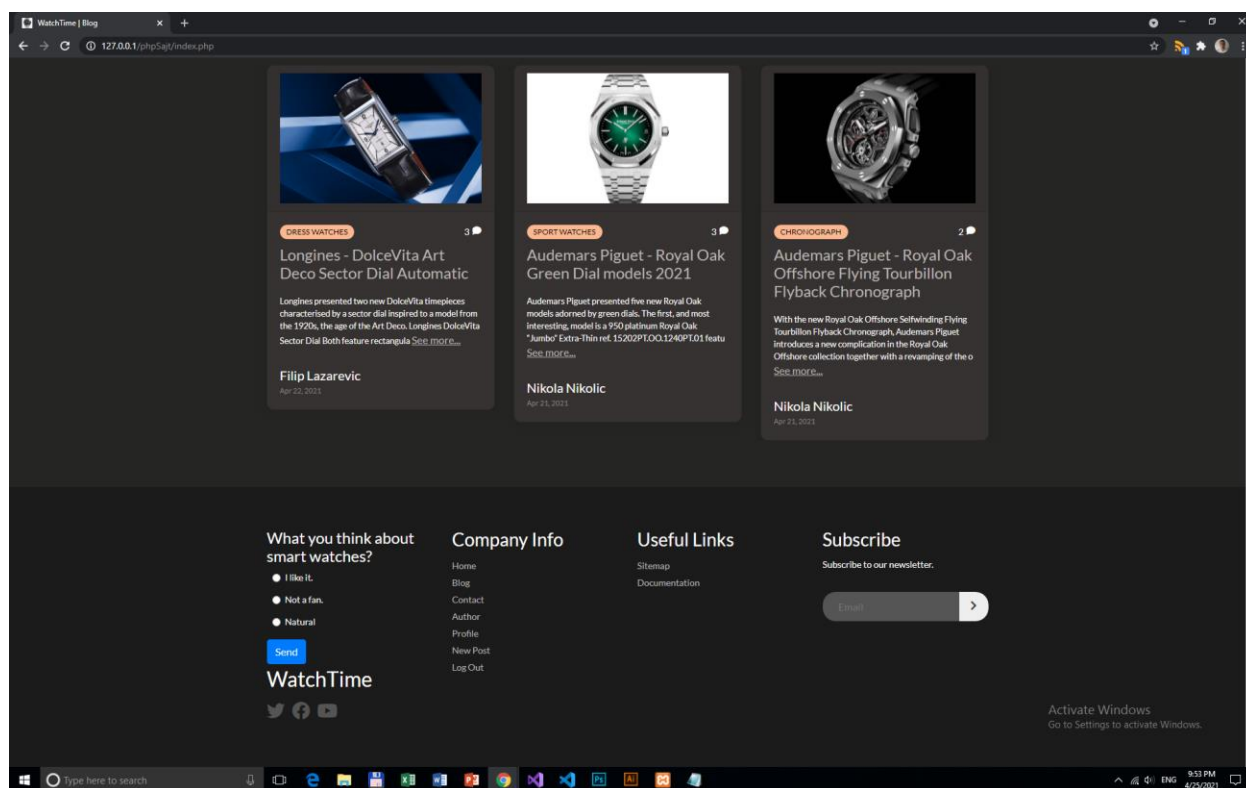 WatchTime | Blog
127.0.0.1/phpSajt/index.php
DRESS WATCHES
3
Longines - DolceVita Art
Deco Sector Dial Automatic
Longines presented two new DolceVita timepieces
characterised by a sector dial inspired to a model from
the 1920s, the age of the Art Deco. Longines DolceVita
Sector Dial Both feature rectangula See more...
Filip Lazarevic
Apr 22, 2021
SPORT WATCHES
3
Audemars Piguet - Royal Oak
Green Dial models 2021
Audemars Piguet presented five new Royal Oak
models adorned by green dials. The first, and most
interesting, model is a 950 platinum Royal Oak
"Jumbo" Extra-Thin ref. 15202PT.OO.1240PT.01 featu
See more...
Nikola Nikolic
Apr 21, 2021
CHRONOGRAPH
2
Audemars Piguet - Royal Oak
Offshore Flying Tourbillon
Flyback Chronograph
With the new Royal Oak Offshore Selfwinding Flying
Tourbillon Flyback Chronograph, Audemars Piguet
introduces a new complication in the Royal Oak
Offshore collection together with a revamping of the o
See more...
Nikola Nikolic
Apr 21, 2021
What you think about
smart watches?
I like it.
Not a fan.
Natural
Send
WatchTime
Company Info
Home
Blog
Contact
Author
Profile
New Post
Log Out
Useful Links
Sitemap
Documentation
Subscribe
Subscribe to our newsletter.
Email
Activate Windows
Go to Settings to activate Windows.
Type here to search
ENG
9:53 PM
4/25/2021